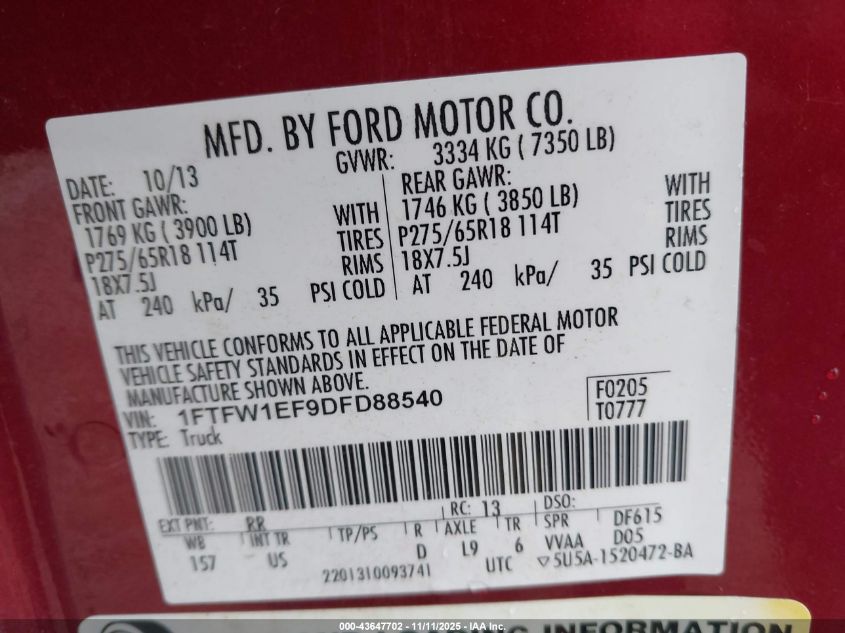 MFD. BY FORD MOTOR CO.
DATE: 10/13 GVWR: 3334 KG ( 7350 LB)
FRONT GAWR: REAR GAWR:
1769 KG ( 3900 LB) WITH 1746 KG ( 3850 LB) WITH
P275/65R18 114T TIRES P275/65R18 114T TIRES
18X7.5J RIMS 18X7.5J RIMS
AT 240 kPa/ 35 PSI COLD AT 240 kPa/ 35 PSI COLD
THIS VEHICLE CONFORMS TO ALL APPLICABLE FEDERAL MOTOR
VEHICLE SAFETY STANDARDS IN EFFECT ON THE DATE OF
MANUFACTURE SHOWN ABOVE.
VIN: 1FTFW1EF9DFD88540 F0205
TYPE: Truck T0777
EXT PNT: RR RC: 13 DSO:
WB INT TR TP/PS R AXLE TR SPR DF615
157 US D L9 6 VVAA D05
2201310093741 UTC ▽5U5A-1520472-BA
000-43647702 - 11/11/2025 - IAA Inc.
INFORMATION